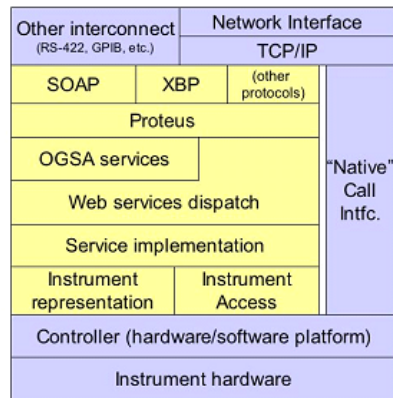 Other interconnect
(RS-422, GPIB, etc.)
Network Interface
TCP/IP
SOAP
XBP
(other
protocols)
Proteus
OGSA services
Web services dispatch
Service implementation
Instrument
representation
Instrument
Access
“Native”
Call
Intfc.
Controller (hardware/software platform)
Instrument hardware